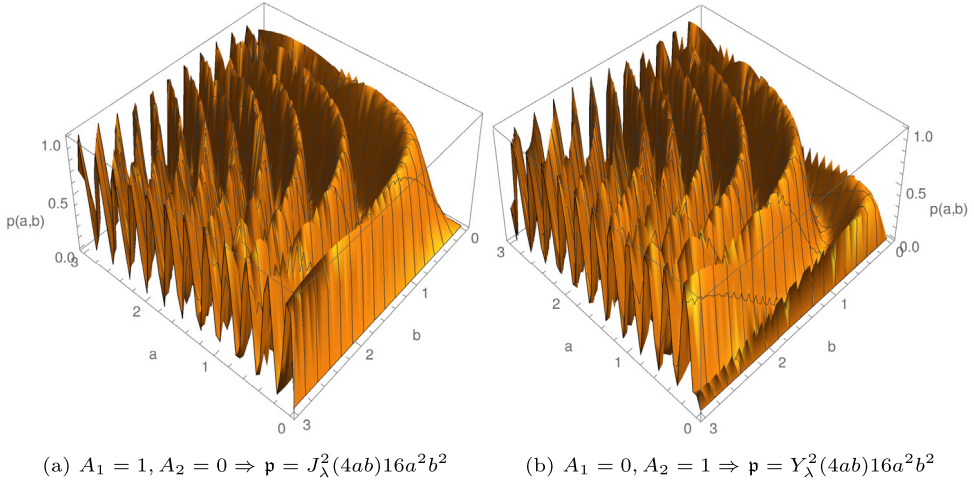 1.0
0.5
0.0
p(a,b)
3
2
1
0
a
0
1
2
3
b
1.0
0.5
0.0
p(a,b)
3
2
1
0
a
0
1
2
3
b
(a) A₁ = 1, A₂ = 0 ⇒ 𝔭 = J²_λ(4ab)16a²b²
(b) A₁ = 0, A₂ = 1 ⇒ 𝔭 = Y²_λ(4ab)16a²b²